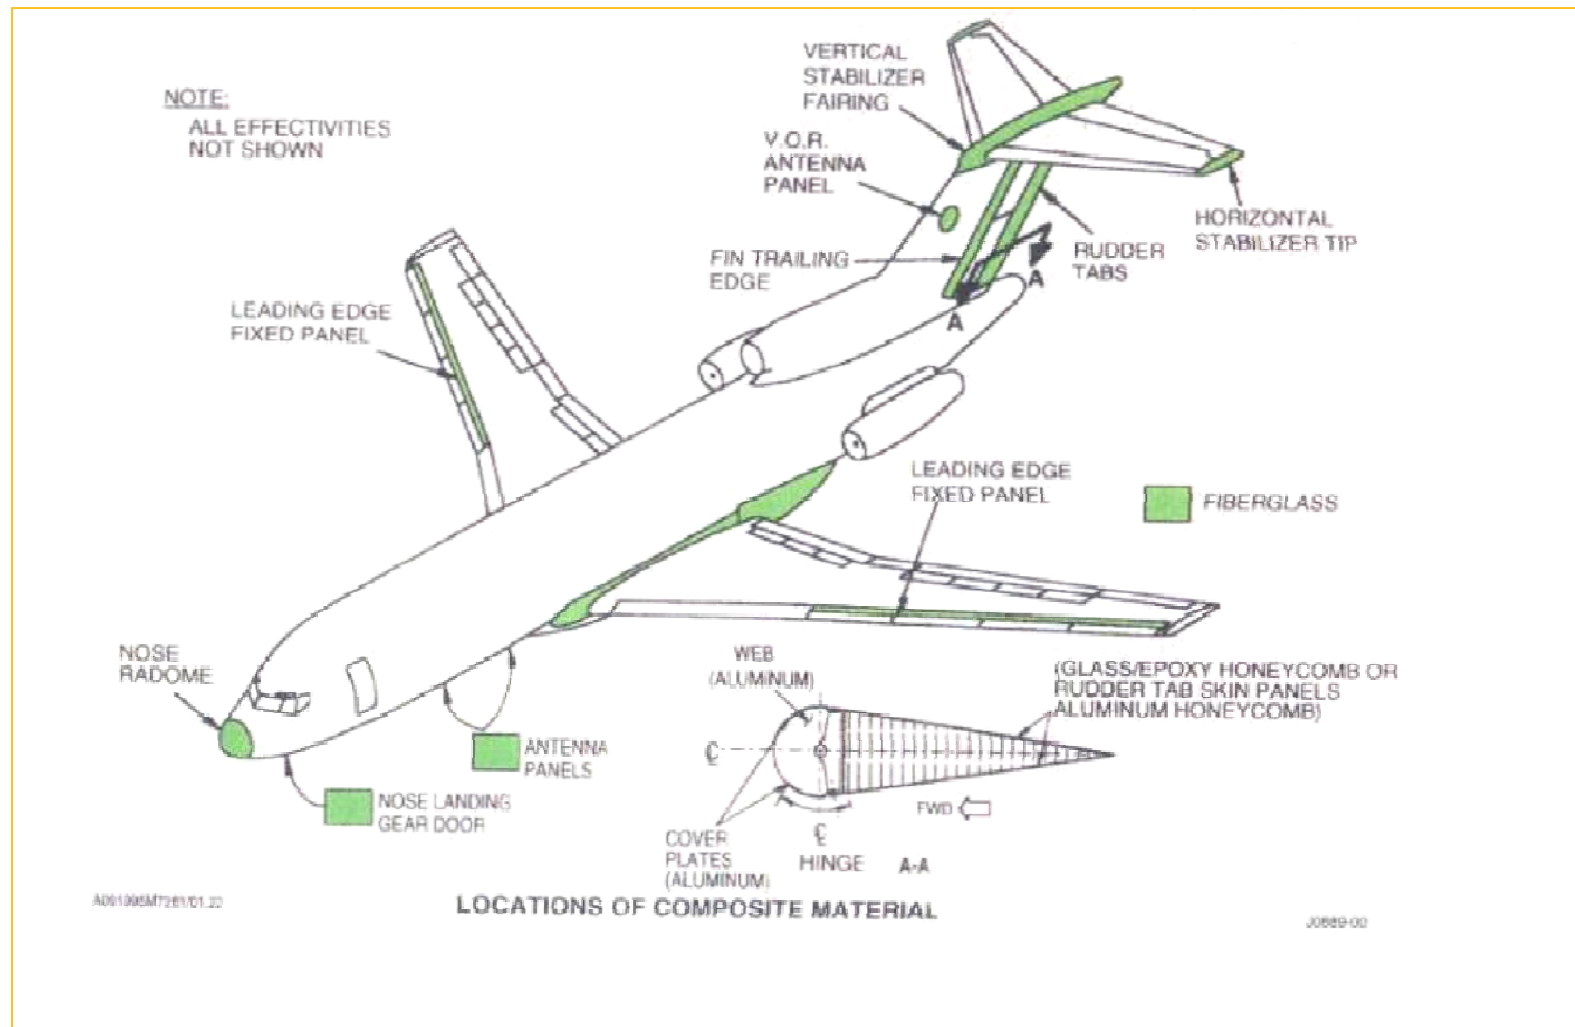 NOTE:
ALL EFFECTIVITIES
NOT SHOWN
VERTICAL
STABILIZER
FAIRING
V.O.R.
ANTENNA
PANEL
FIN TRAILING
EDGE
HORIZONTAL
STABILIZER TIP
RUDDER
TABS
A
A
LEADING EDGE
FIXED PANEL
LEADING EDGE
FIXED PANEL
FIBERGLASS
NOSE
RADOME
WEB
(ALUMINUM)
(GLASS/EPOXY HONEYCOMB OR
RUDDER TAB SKIN PANELS
ALUMINUM HONEYCOMB)
ANTENNA
PANELS
NOSE LANDING
GEAR DOOR
FWD
COVER
PLATES
(ALUMINUM)
HINGE
A-A
LOCATIONS OF COMPOSITE MATERIAL